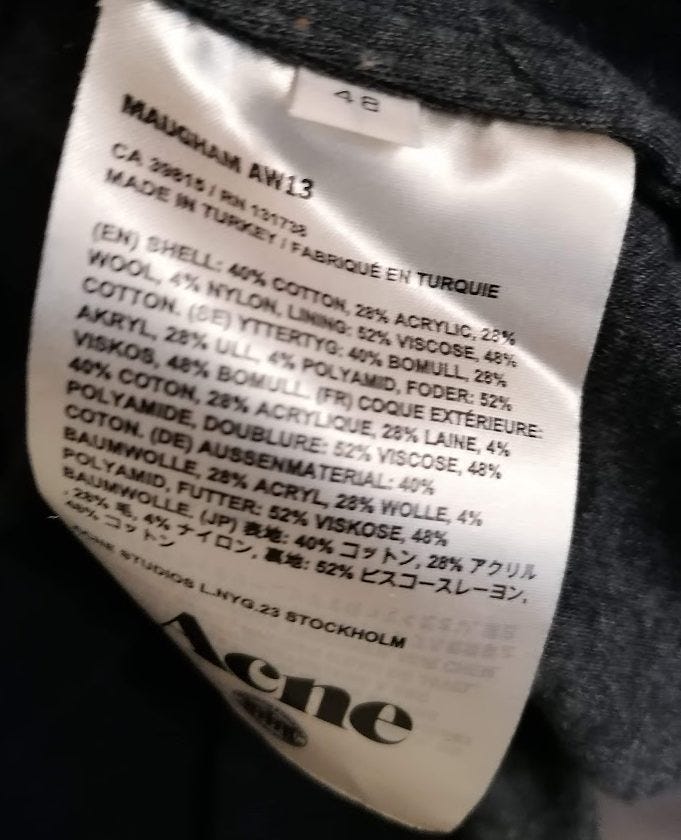 48
MAUGHAM AW13
CA 39815 / RN 131738
MADE IN TURKEY / FABRIQUÉ EN TURQUIE
(EN) SHELL: 40% COTTON, 28% ACRYLIC, 28%
WOOL, 4% NYLON, LINING: 52% VISCOSE, 48%
COTTON. (SE) YTTERTYG: 40% BOMULL, 28%
AKRYL, 28% ULL, 4% POLYAMID, FODER: 52%
VISKOS, 48% BOMULL. (FR) COQUE EXTÉRIEURE:
40% COTON, 28% ACRYLIQUE, 28% LAINE, 4%
POLYAMIDE, DOUBLURE: 52% VISCOSE, 48%
COTON. (DE) AUSSENMATERIAL: 40%
BAUMWOLLE, 28% ACRYL, 28% WOLLE, 4%
POLYAMID, FUTTER: 52% VISKOSE, 48%
BAUMWOLLE. (JP) 表地: 40% コットン, 28% アクリル
, 28% 毛, 4% ナイロン, 裏地: 52% ビスコースレーヨン,
48% コットン
ACNE STUDIOS L.NYG.23 STOCKHOLM
Acne